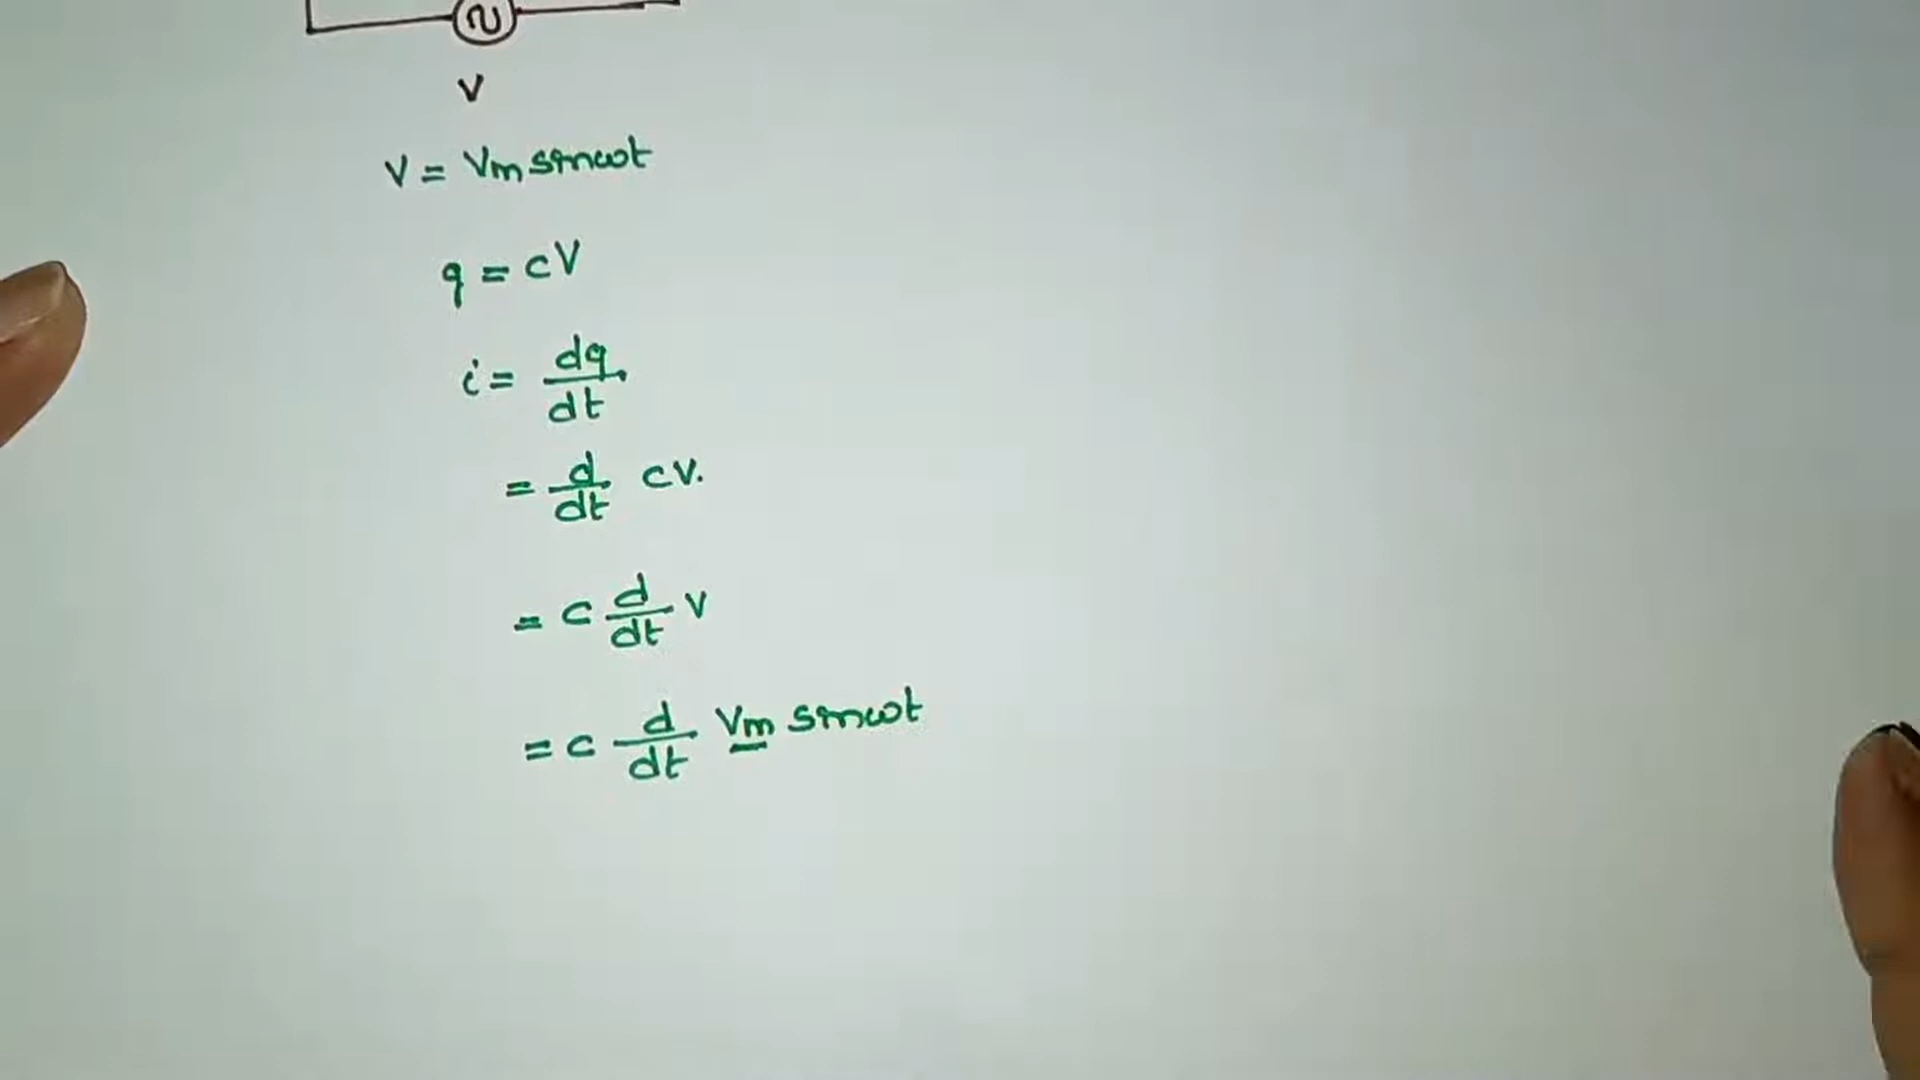 V
V = Vm sinωt
q = cV
i = dq/dt
= d/dt cv.
= c d/dt v
= c d/dt Vm sinωt